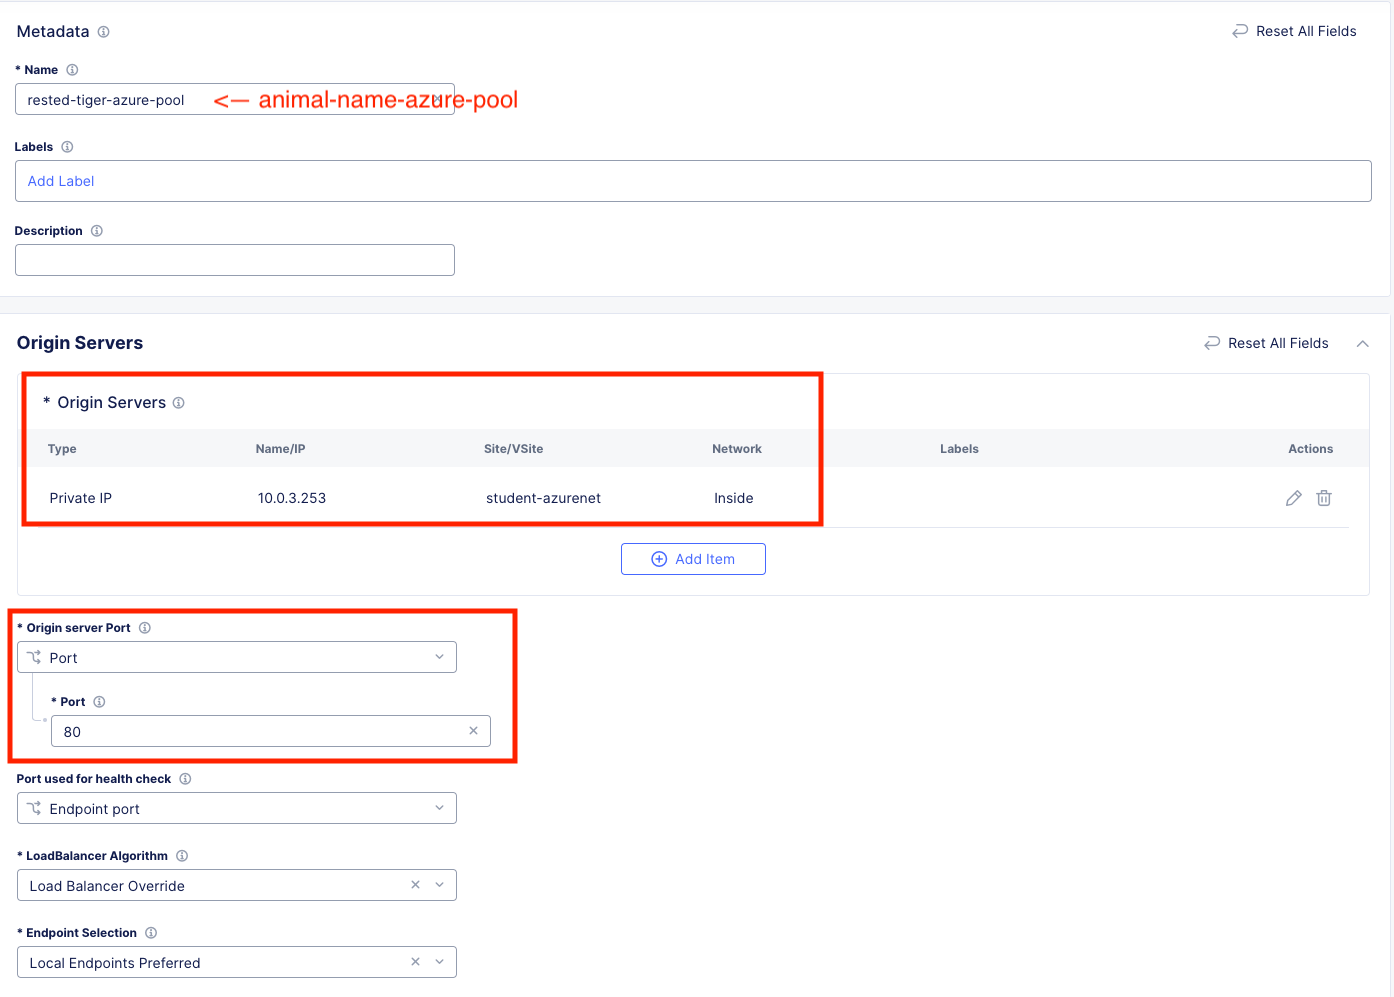 Metadata
Reset All Fields
* Name
rested-tiger-azure-pool <— animal-name-azure-pool
Labels
Add Label
Description
Origin Servers
Reset All Fields
* Origin Servers
Type Name/IP Site/VSite Network Labels Actions
Private IP 10.0.3.253 student-azurenet Inside
Add Item
* Origin server Port
Port
* Port
80
Port used for health check
Endpoint port
* LoadBalancer Algorithm
Load Balancer Override
* Endpoint Selection
Local Endpoints Preferred